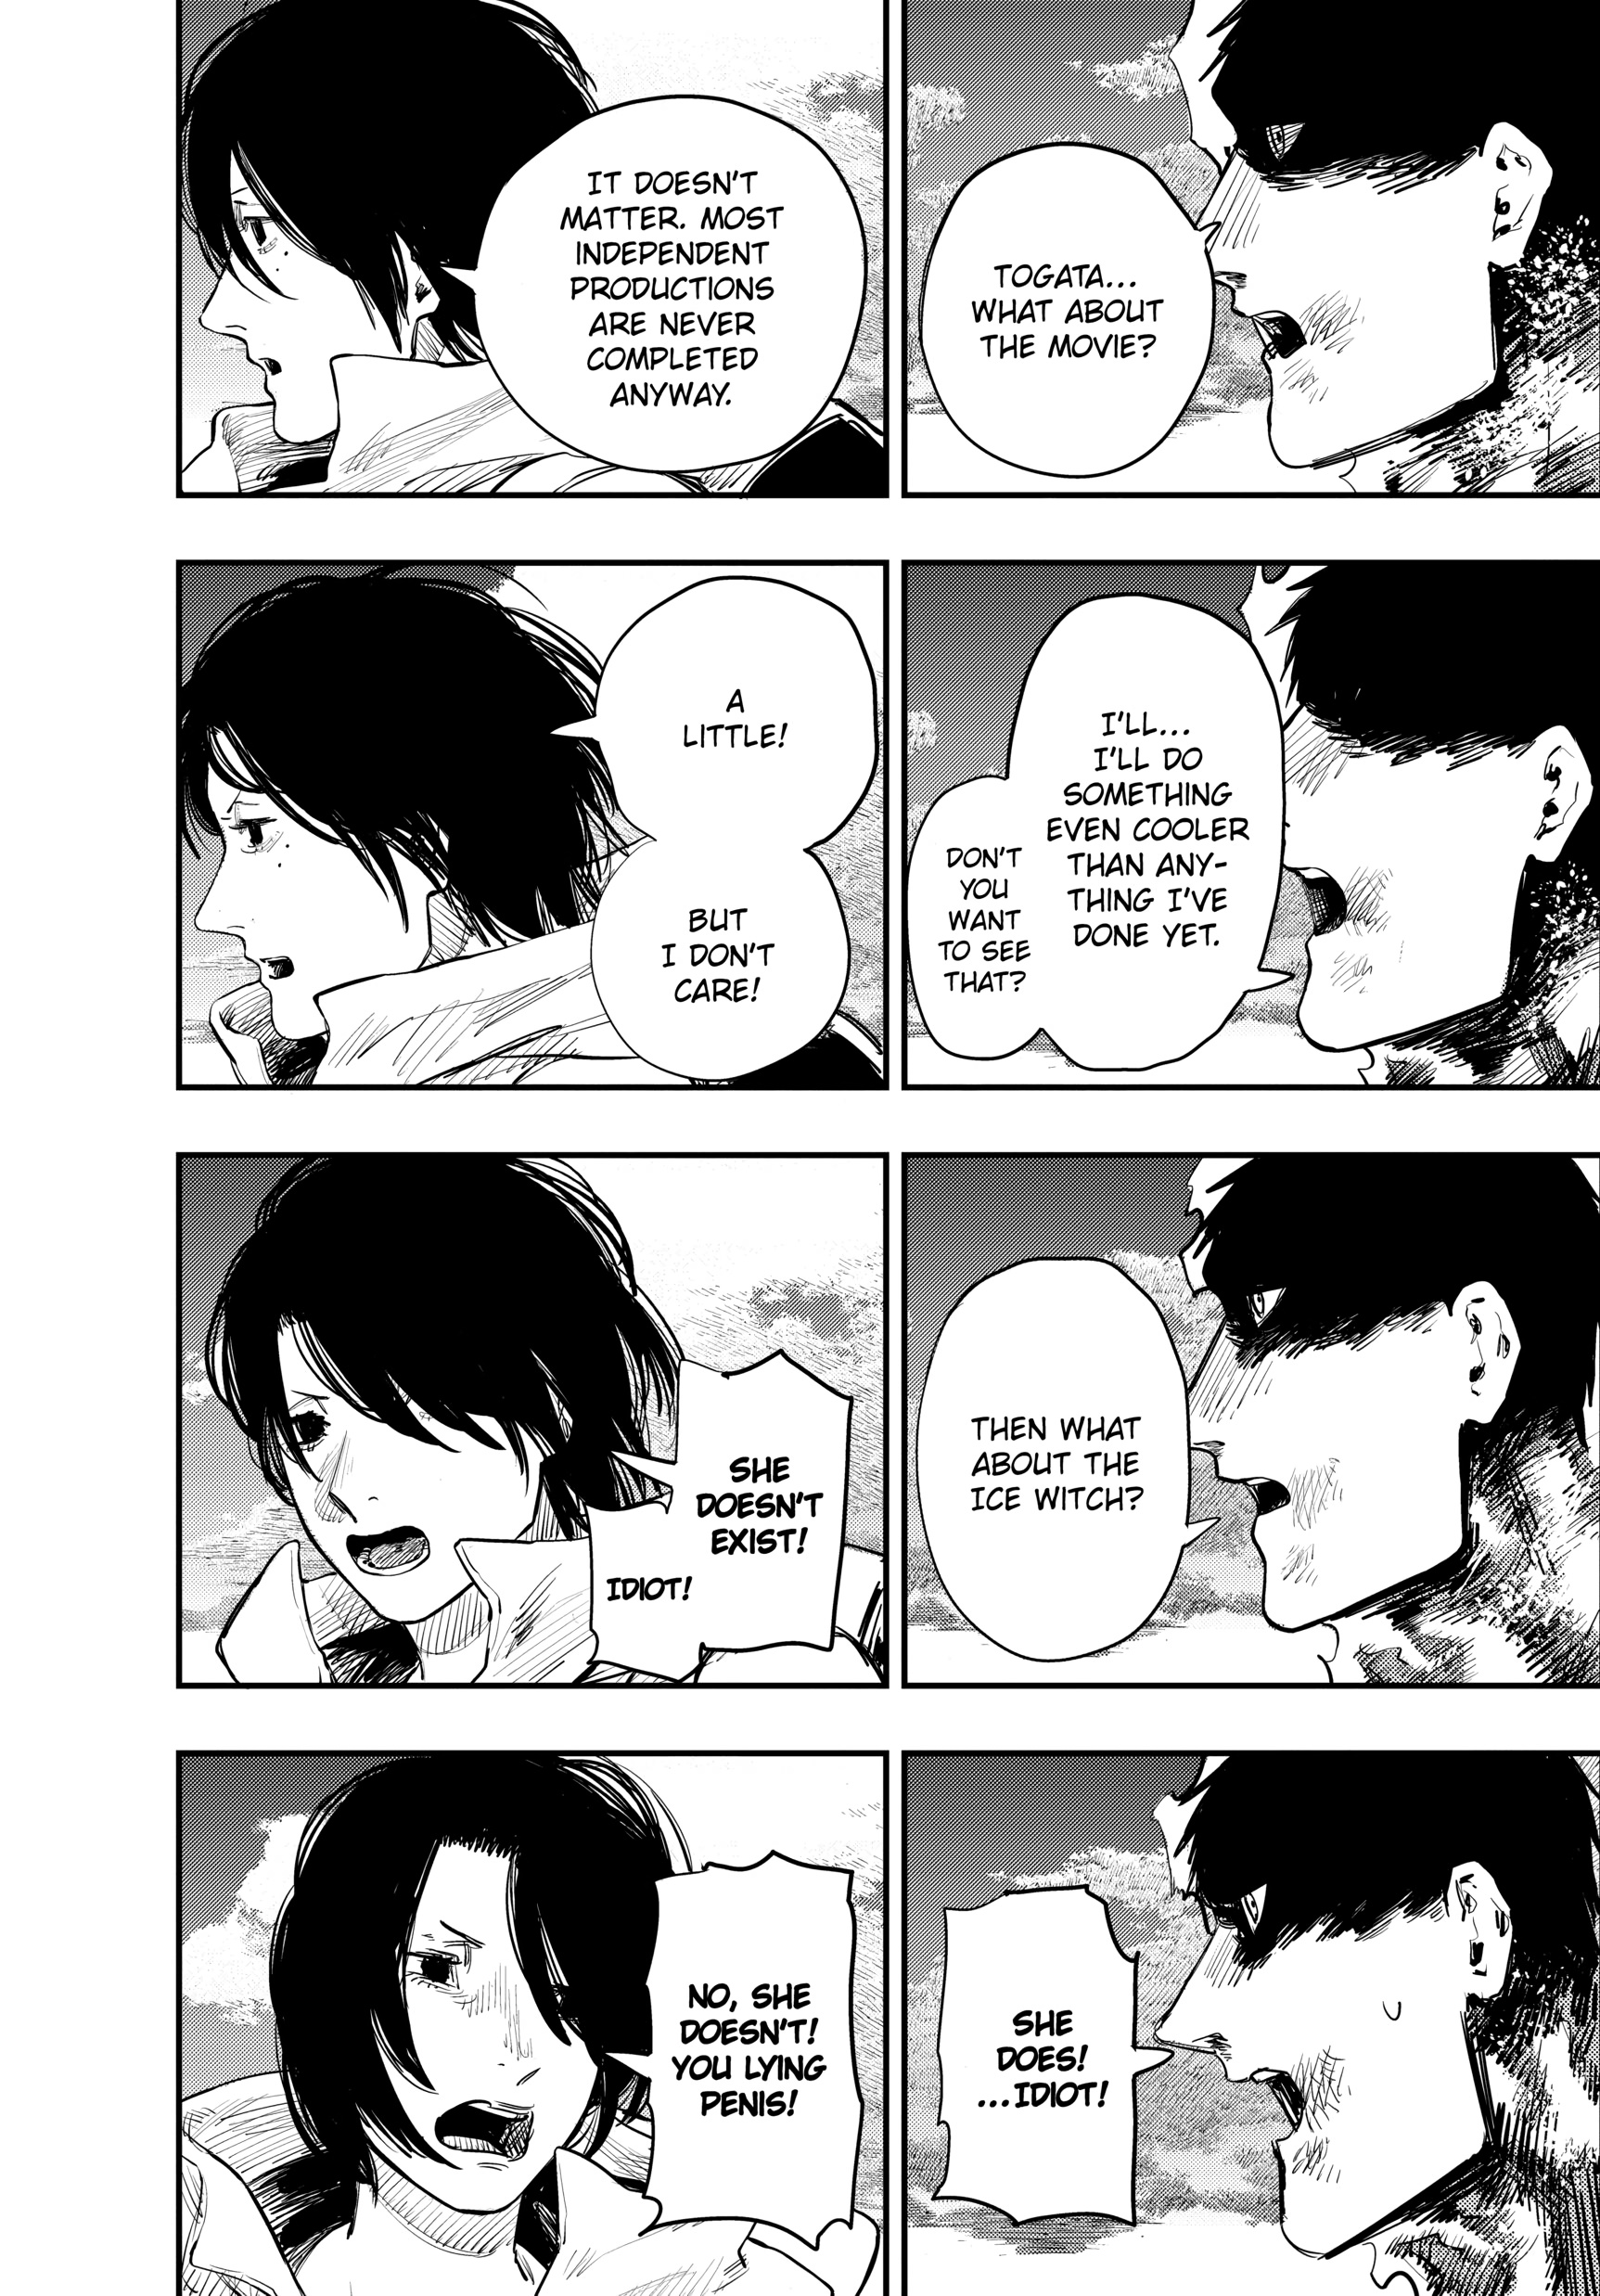 TOGATA...
WHAT ABOUT
THE MOVIE?
IT DOESN'T
MATTER. MOST
INDEPENDENT
PRODUCTIONS
ARE NEVER
COMPLETED
ANYWAY.
I'LL...
I'LL DO
SOMETHING
EVEN COOLER
THAN ANY-
THING I'VE
DONE YET.
DON'T
YOU
WANT
TO SEE
THAT?
A
LITTLE!
BUT
I DON'T
CARE!
THEN WHAT
ABOUT THE
ICE WITCH?
SHE
DOESN'T
EXIST!
IDIOT!
SHE
DOES!
...IDIOT!
NO, SHE
DOESN'T!
YOU LYING
PENIS!